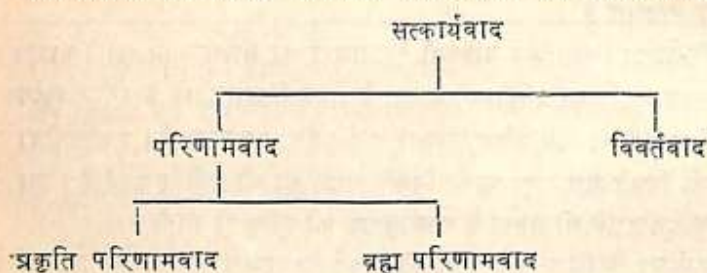 सत्कार्यवाद
परिणामवाद विवर्तवाद
प्रकृति परिणामवाद ब्रह्म परिणामवाद